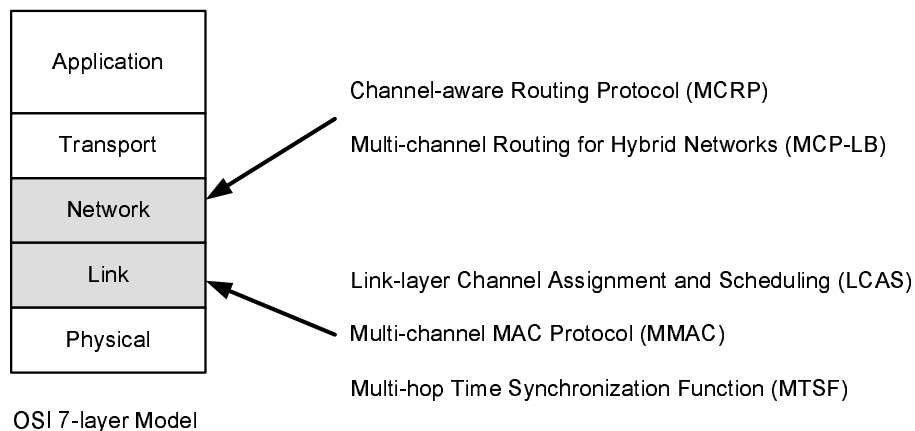 Application
Transport
Network
Link
Physical
OSI 7-layer Model
Channel-aware Routing Protocol (MCRP)
Multi-channel Routing for Hybrid Networks (MCP-LB)
Link-layer Channel Assignment and Scheduling (LCAS)
Multi-channel MAC Protocol (MMAC)
Multi-hop Time Synchronization Function (MTSF)